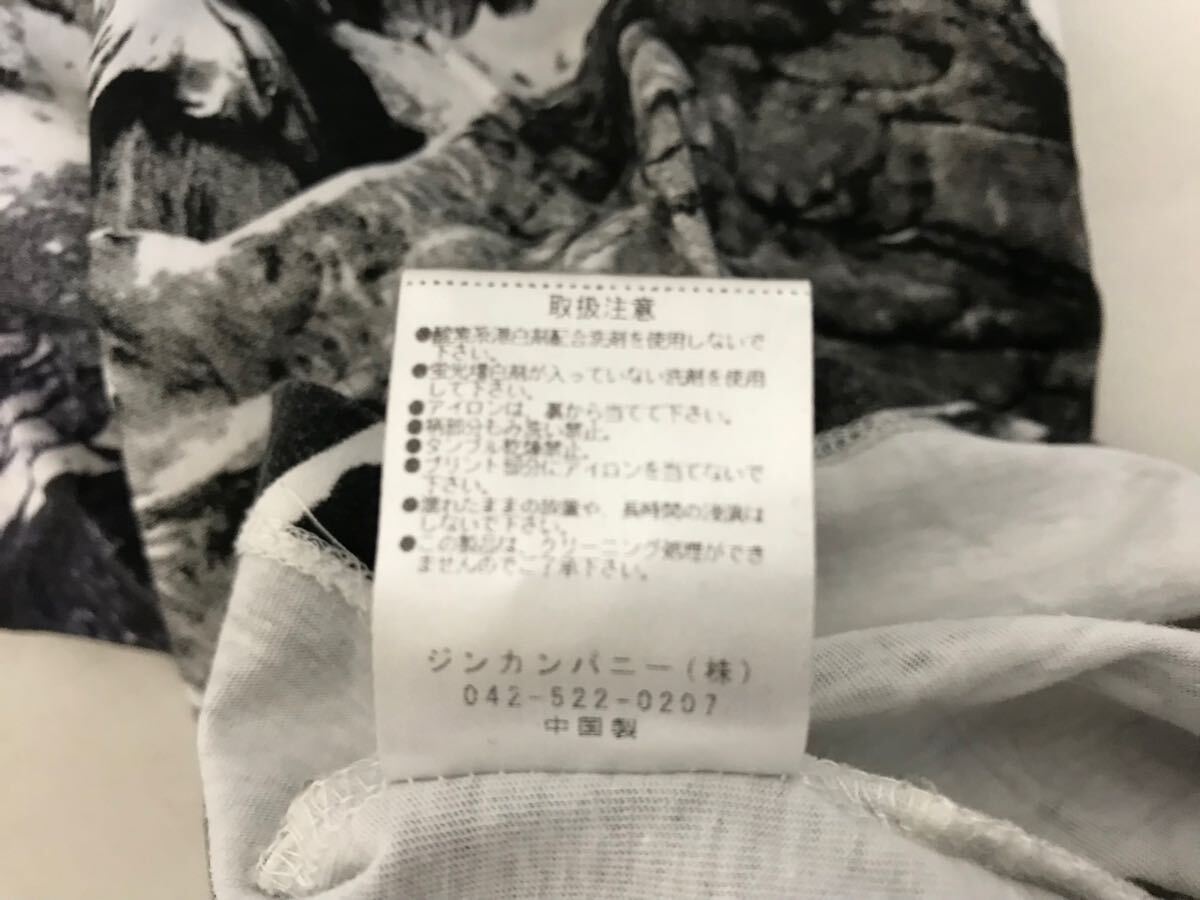 取扱注意
●酸素系漂白剤配合洗剤を使用しないで
下さい。
●蛍光増白剤が入っていない洗剤を使用
して下さい。
●アイロンは、裏から当てて下さい。
●柄部分もみ洗い禁止。
●タンブル乾燥禁止。
●プリント部分にアイロンを当てないで
下さい。
●濡れたままの放置や、長時間の浸漬は
しないで下さい。
●この製品は、クリーニング処理ができ
ませんのでご了承下さい。
ジンカンパニー(株)
042-522-0207
中国製